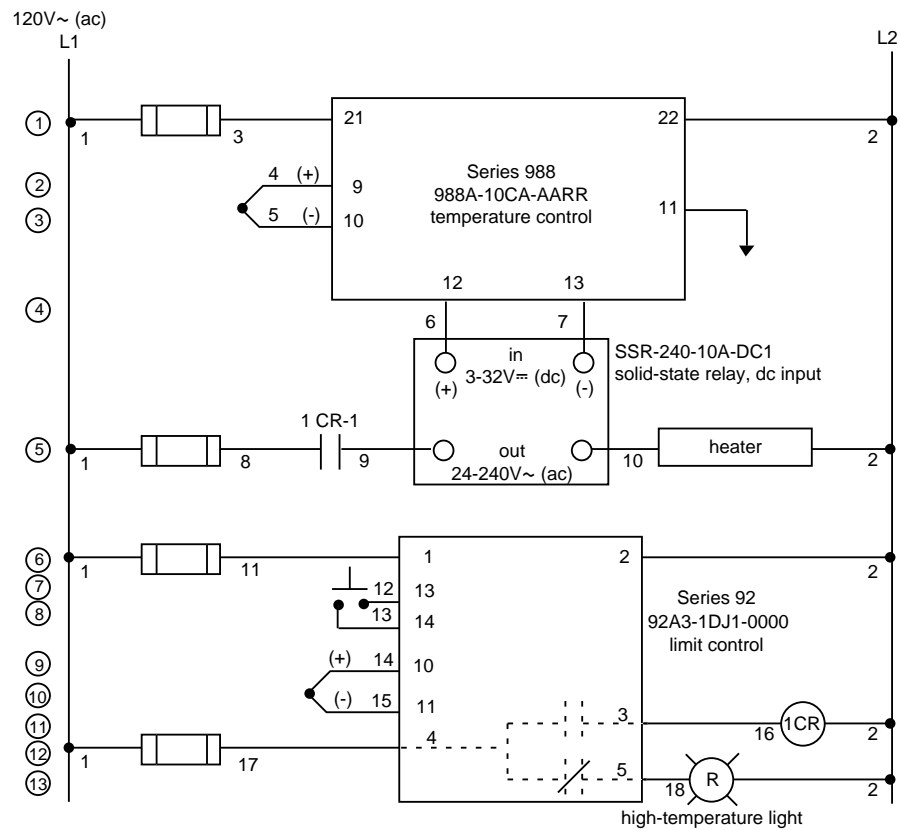 120V~ (ac)
L1
L2
1
1
3
21
22
2
2
4 (+)
9
Series 988
988A-10CA-AARR
temperature control
3
5 (-)
10
11
4
12
13
6
7
in
3-32V⎓ (dc)
(+)
(-)
SSR-240-10A-DC1
solid-state relay, dc input
5
1
8
1 CR-1
9
out
24-240V~ (ac)
10
heater
2
6
1
11
1
2
2
7
12
13
8
13
14
Series 92
92A3-1DJ1-0000
limit control
9
(+) 14
10
10
(-) 15
11
11
3
16
1CR
2
12
1
17
4
13
5
18
R
2
high-temperature light